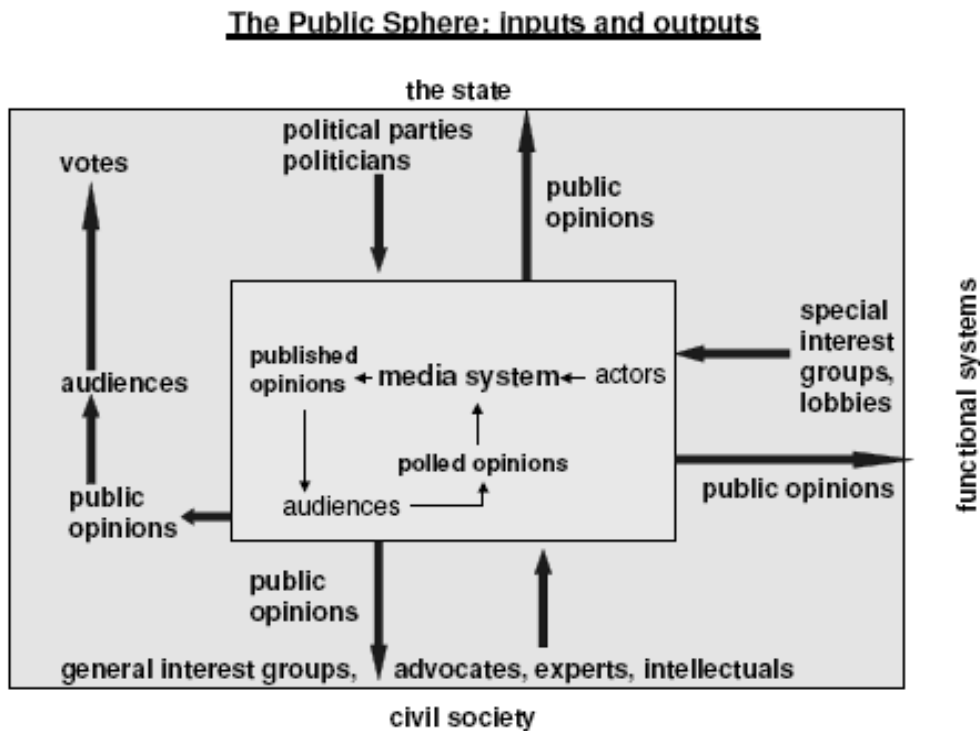 The Public Sphere: inputs and outputs
the state
political parties
politicians
votes
public
opinions
special
interest
groups,
lobbies
functional systems
published
opinions
media system
actors
audiences
polled opinions
public opinions
public
opinions
audiences
public
opinions
general interest groups, advocates, experts, intellectuals
civil society